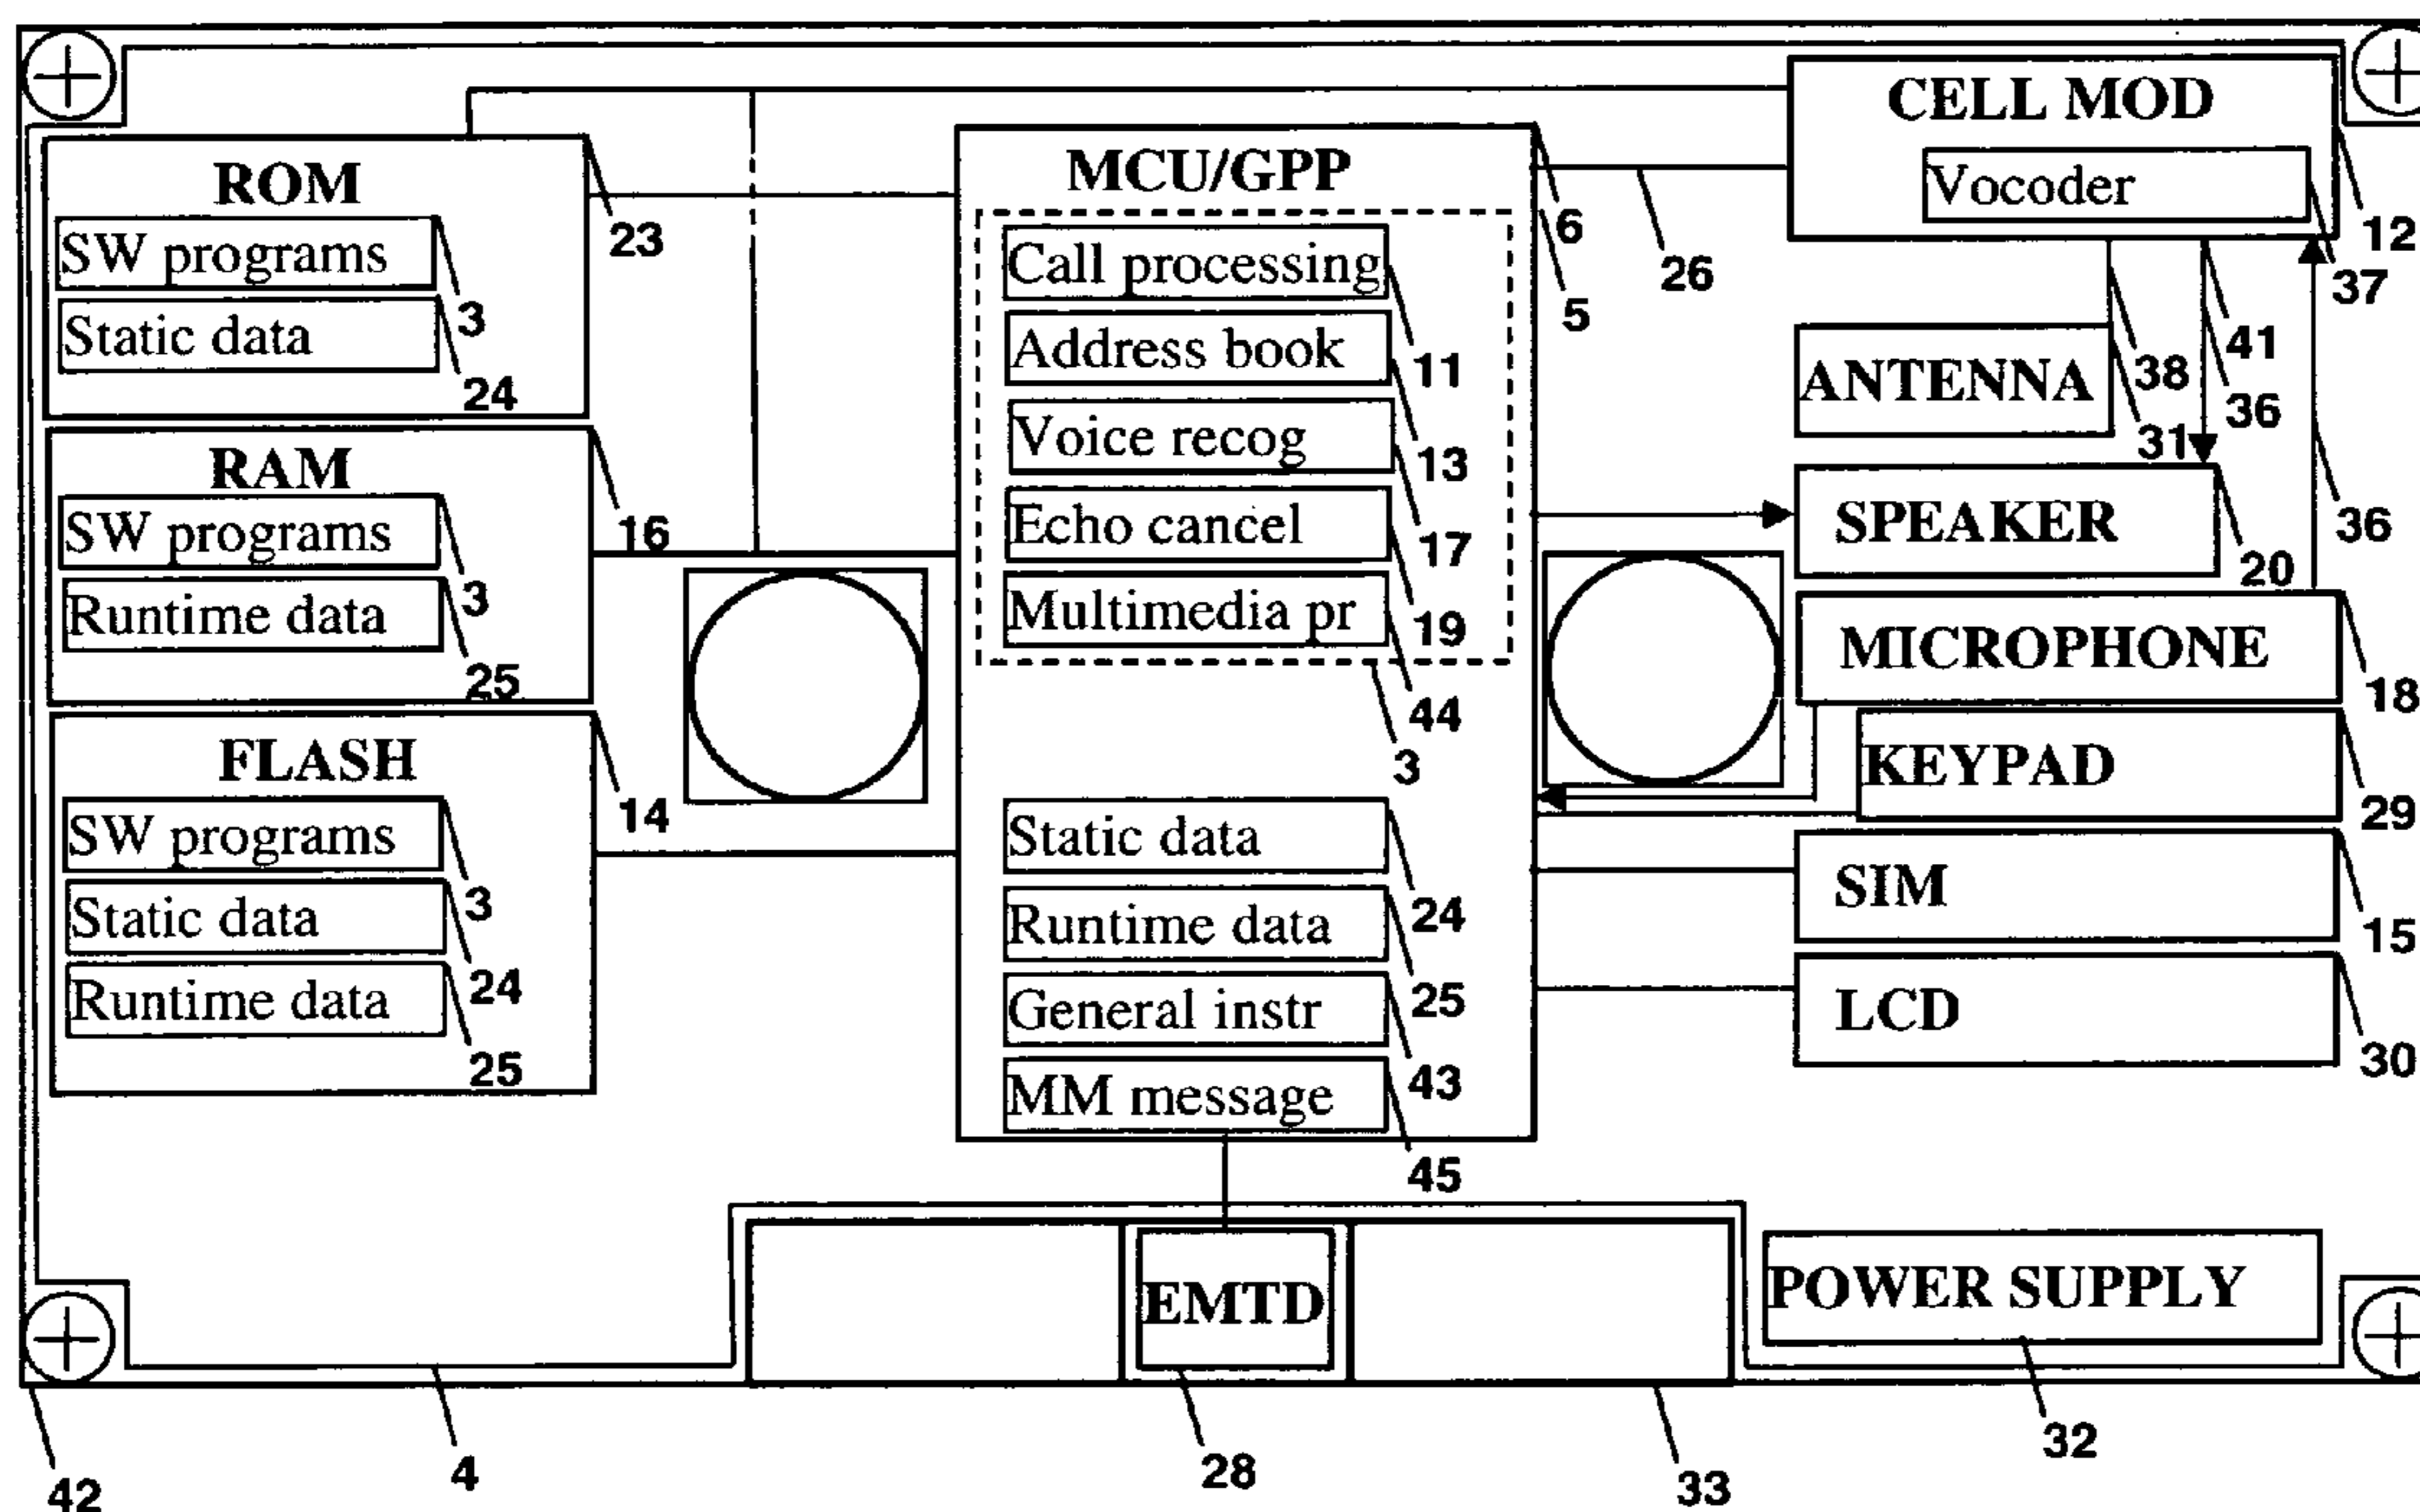 CELL MOD
Vocoder
12
37
ROM
SW programs
3
Static data
24
23
RAM
SW programs
3
Runtime data
25
16
FLASH
SW programs
3
Static data
24
Runtime data
25
14
MCU/GPP
6
5
26
Call processing
11
Address book
13
Voice recog
17
Echo cancel
19
Multimedia pr
44
3
Static data
24
Runtime data
25
General instr
43
MM message
45
ANTENNA
38
31
41
36
SPEAKER
20
36
MICROPHONE
18
KEYPAD
29
SIM
15
LCD
30
EMTD
POWER SUPPLY
42
4
28
33
32